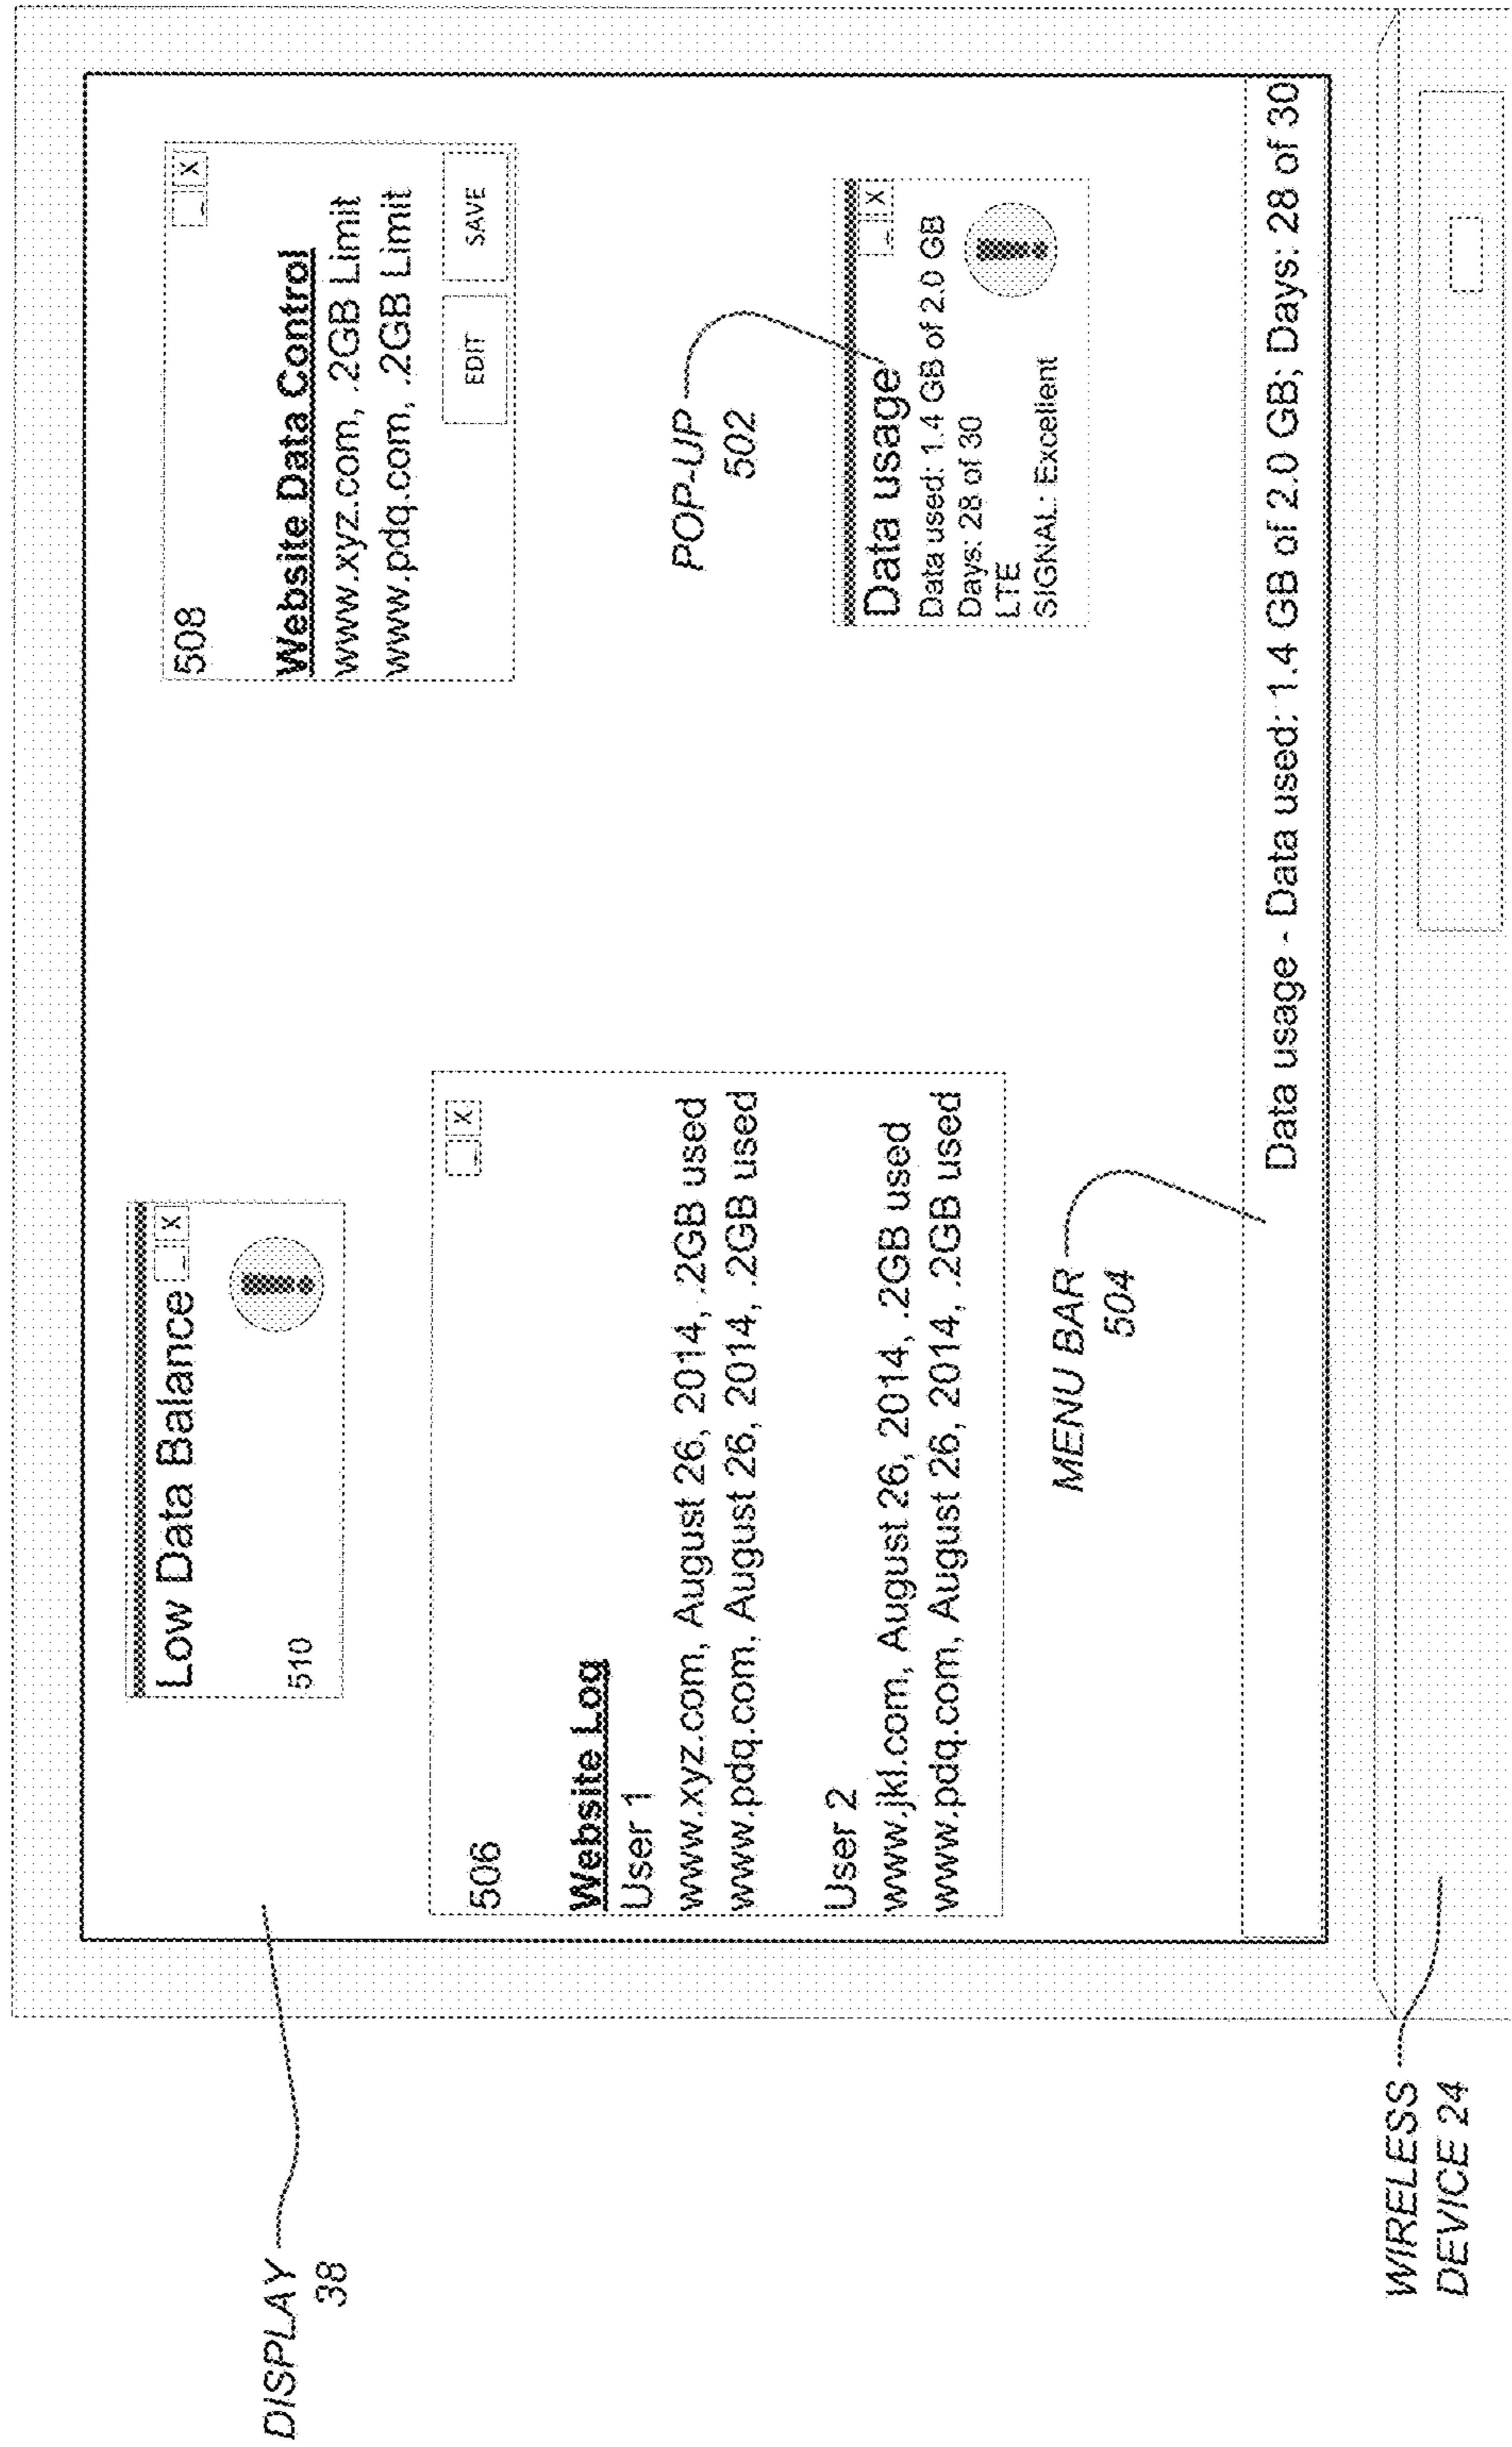 DISPLAY
38
Low Data Balance
_ X
510
508
_ X
Website Data Control
www.xyz.com, .2GB Limit
www.pdq.com, .2GB Limit
EDIT
SAVE
506
_ X
Website Log
User 1
www.xyz.com, August 26, 2014, .2GB used
www.pdq.com, August 26, 2014, .2GB used
User 2
www.jkl.com, August 26, 2014, .2GB used
www.pdq.com, August 26, 2014, .2GB used
POP-UP
502
_ X
Data usage
Data used: 1.4 GB of 2.0 GB
Days: 28 of 30
LTE
SIGNAL: Excellent
!
MENU BAR
504
Data usage - Data used: 1.4 GB of 2.0 GB; Days: 28 of 30
WIRELESS
DEVICE 24